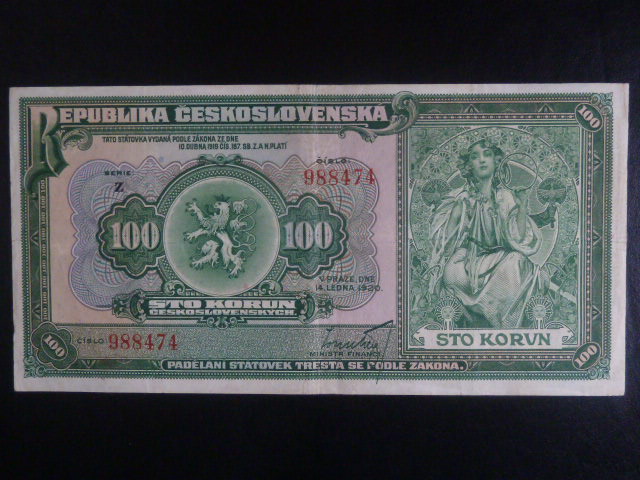 REPUBLIKA ČESKOSLOVENSKÁ
TATO STÁTOVKA VYDANÁ PODLE ZÁKONA ZE DNE
10. DUBNA 1919 ČÍS. 187. SB. Z. A N. PLATÍ
SERIE
Z
ČÍSLO
988474
100
100
100
V PRAZE, DNE
14. LEDNA 1920.
STO KORUN
ČESKOSLOVENSKÝCH
ČÍSLO
988474
MINISTR FINANCÍ
STO KORVN
100
100
PADĚLÁNÍ STÁTOVEK TRESTÁ SE PODLE ZÁKONA.